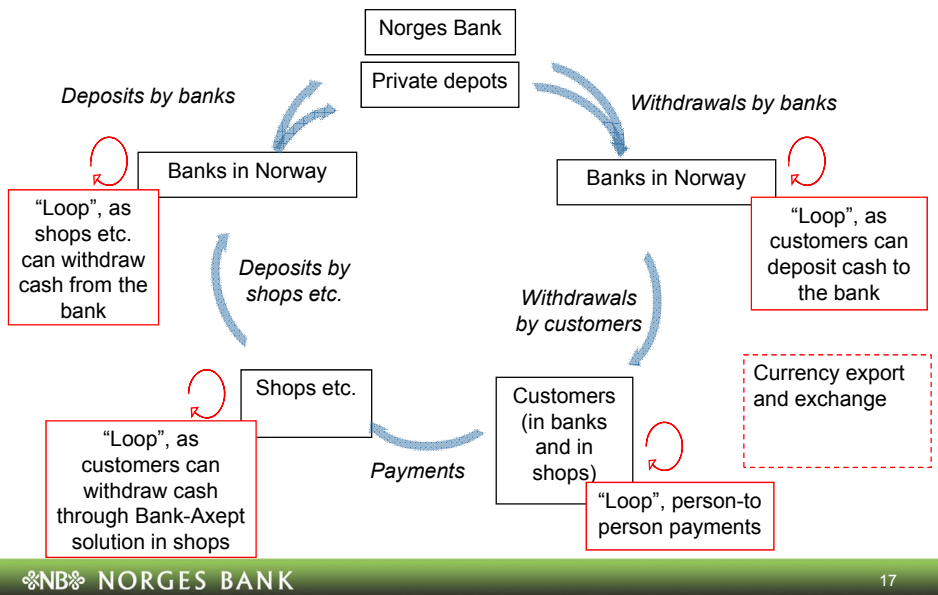 Norges Bank
Private depots
Deposits by banks
Withdrawals by banks
Banks in Norway
Banks in Norway
“Loop”, as
shops etc.
can withdraw
cash from the
bank
“Loop”, as
customers can
deposit cash to
the bank
Deposits by
shops etc.
Withdrawals
by customers
Shops etc.
Customers
(in banks
and in
shops)
Currency export
and exchange
“Loop”, as
customers can
withdraw cash
through Bank-Axept
solution in shops
Payments
“Loop”, person-to
person payments
NB NORGES BANK
17